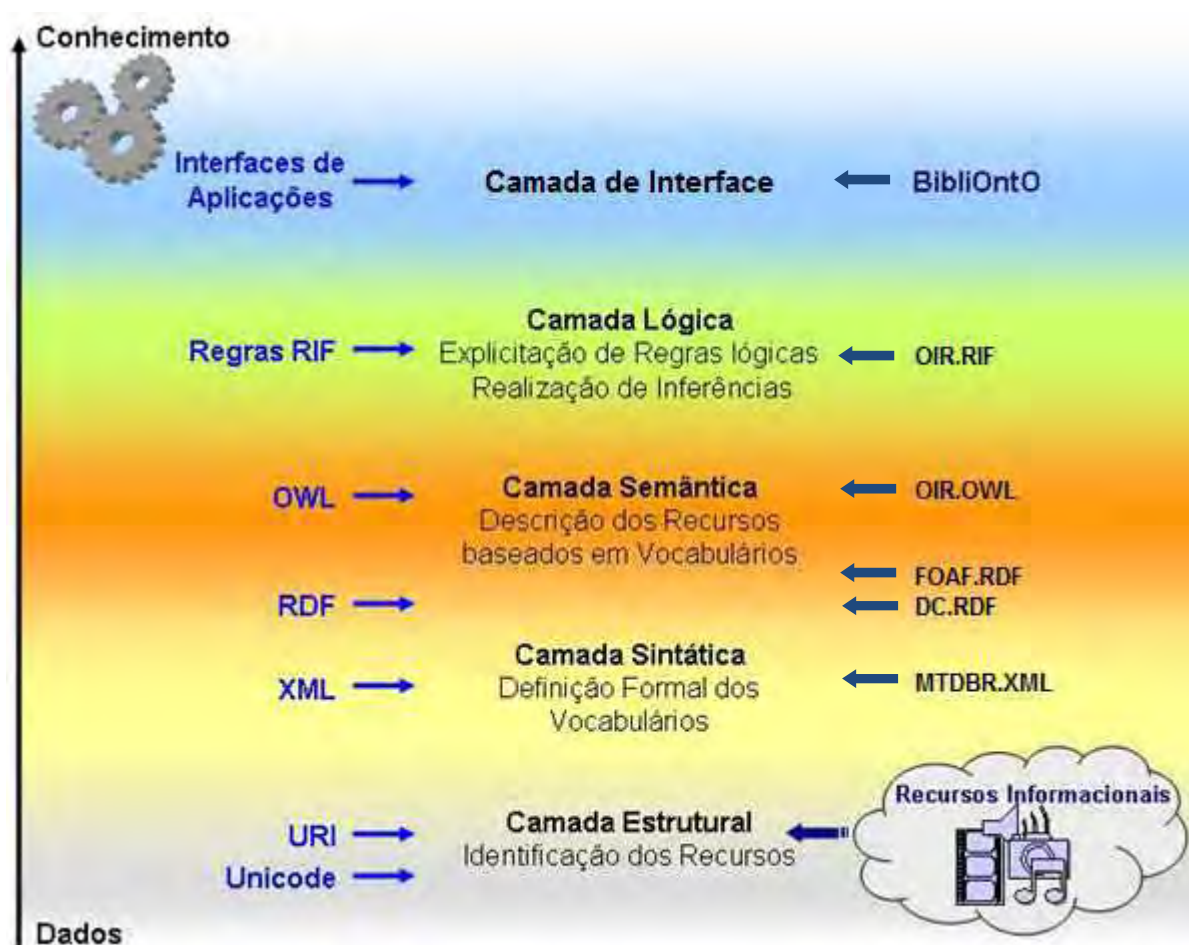 Conhecimento
Interfaces de
Aplicações
Camada de Interface
BibliOntO
Regras RIF
Camada Lógica
Explicitação de Regras lógicas
Realização de Inferências
OIR.RIF
OWL
Camada Semântica
Descrição dos Recursos
baseados em Vocabulários
OIR.OWL
FOAF.RDF
RDF
DC.RDF
XML
Camada Sintática
Definição Formal dos
Vocabulários
MTDBR.XML
URI
Unicode
Camada Estrutural
Identificação dos Recursos
Recursos Informacionais
Dados